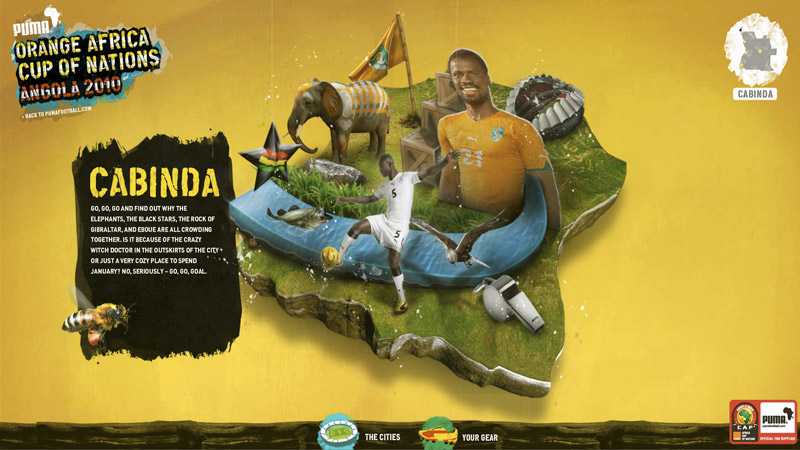 PUMA
ORANGE AFRICA
CUP OF NATIONS
ANGOLA 2010
BACK TO PUMAFOOTBALL.COM
CABINDA
CABINDA
GO, GO, GO AND FIND OUT WHY THE
ELEPHANTS, THE BLACK STARS, THE ROCK OF
GIBRALTAR, AND EBOUE ARE ALL CROWDING
TOGETHER. IS IT BECAUSE OF THE CRAZY
WITCH DOCTOR IN THE OUTSKIRTS OF THE CITY
OR JUST A VERY COZY PLACE TO SPEND
JANUARY? NO, SERIOUSLY – GO, GO, GOAL.
21
5
5
THE CITIES
YOUR GEAR
CAF
PUMA